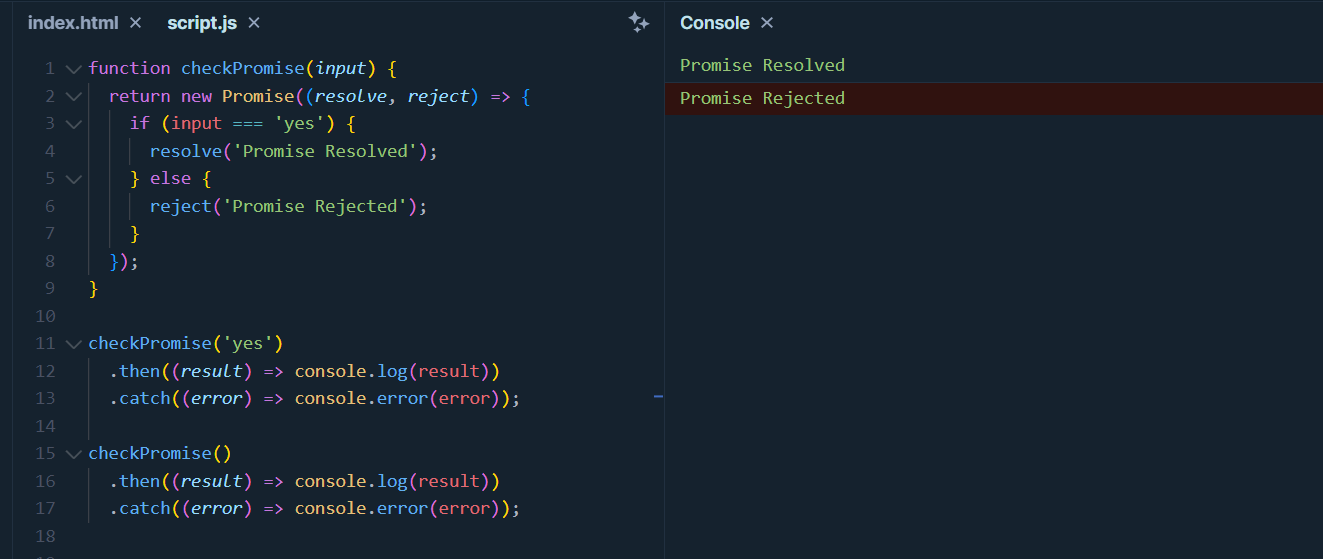 index.html × script.js ×
1 function checkPromise(input) {
2 return new Promise((resolve, reject) => {
3 if (input === 'yes') {
4 resolve('Promise Resolved');
5 } else {
6 reject('Promise Rejected');
7 }
8 });
9 }
10
11 checkPromise('yes')
12 .then((result) => console.log(result))
13 .catch((error) => console.error(error));
14
15 checkPromise()
16 .then((result) => console.log(result))
17 .catch((error) => console.error(error));
18
Console ×
Promise Resolved
Promise Rejected